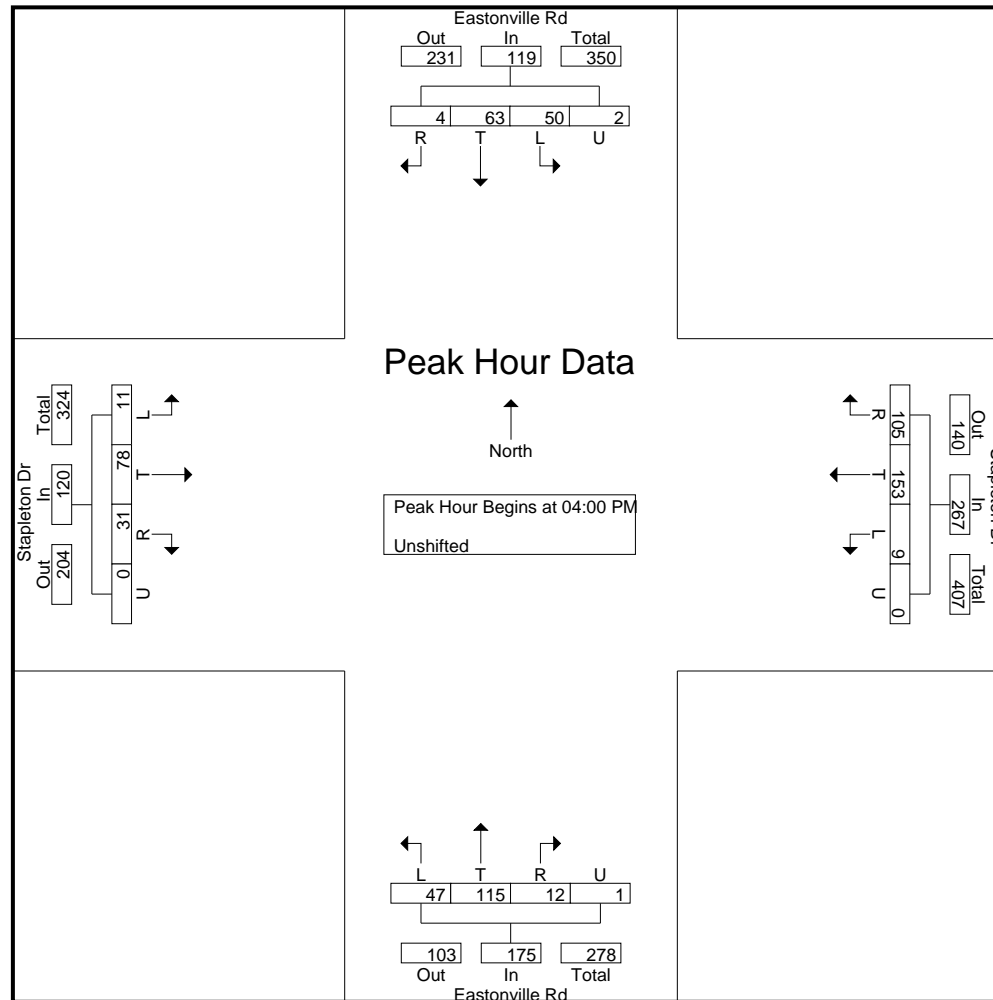 Eastonville Rd
Out In Total
231 119 350
4 63 50 2
R T L U
Peak Hour Data
North
Peak Hour Begins at 04:00 PM
Unshifted
Stapleton Dr
Total In Out
324 120 204
11 78 31 0
L T R U
R T L U
105 153 9 0
Out In Total
140 267 407
L T R U
47 115 12 1
103 175 278
Out In Total
Eastonville Rd